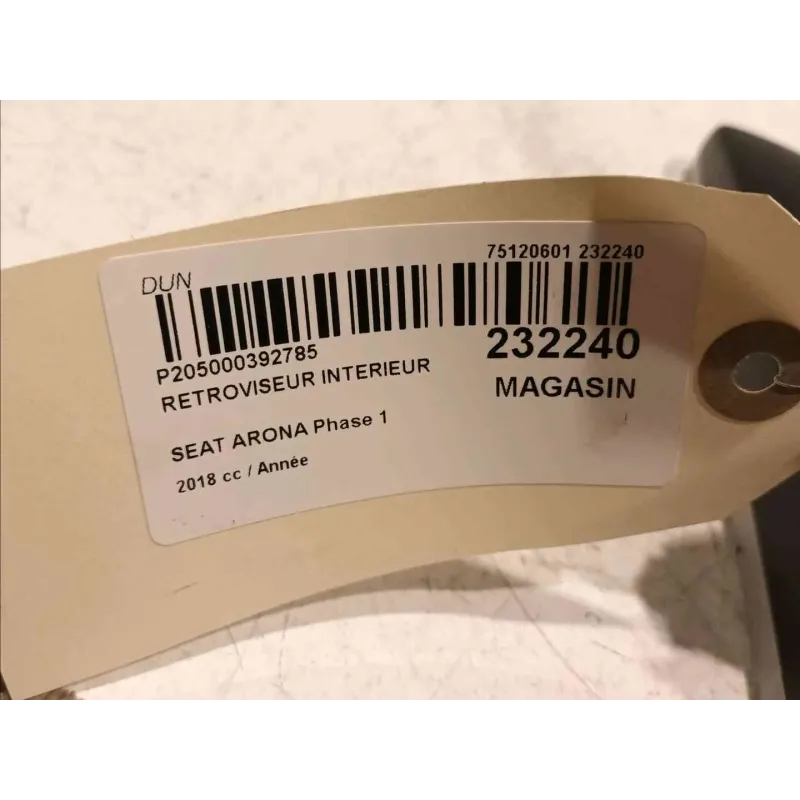 DUN
75120601 232240
P205000392785
232240
RETROVISEUR INTERIEUR
MAGASIN
SEAT ARONA Phase 1
2018 cc / Année